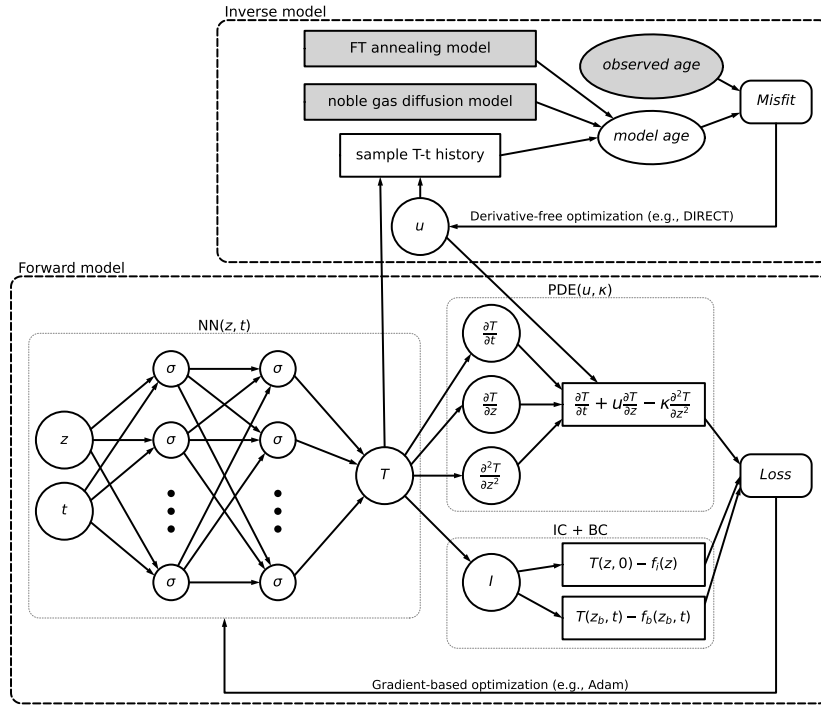 Inverse model
FT annealing model
observed age
noble gas diffusion model
Misfit
model age
sample T-t history
u
Derivative-free optimization (e.g., DIRECT)
Forward model
PDE(u, κ)
NN(z, t)
∂T/∂t
σ
σ
∂T/∂z
∂T/∂t + u ∂T/∂z − κ ∂²T/∂z²
z
σ
σ
T
∂²T/∂z²
Loss
t
IC + BC
σ
σ
I
T(z, 0) − fᵢ(z)
T(z_b, t) − f_b(z_b, t)
Gradient-based optimization (e.g., Adam)